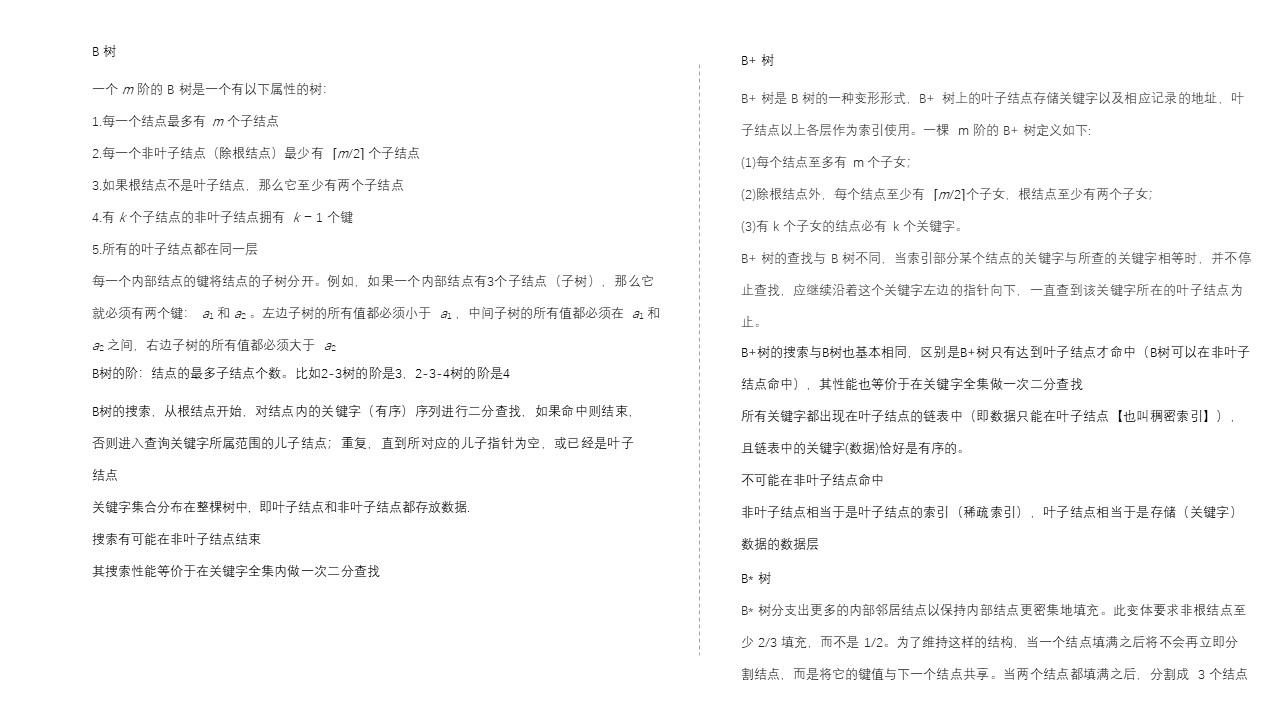 B 树
一个 m 阶的 B 树是一个有以下属性的树：
1.每一个结点最多有 m 个子结点
2.每一个非叶子结点（除根结点）最少有 ⌈m/2⌉ 个子结点
3.如果根结点不是叶子结点，那么它至少有两个子结点
4.有 k 个子结点的非叶子结点拥有 k − 1 个键
5.所有的叶子结点都在同一层
每一个内部结点的键将结点的子树分开。例如，如果一个内部结点有3个子结点（子树），那么它
就必须有两个键： a₁ 和 a₂ 。左边子树的所有值都必须小于 a₁ ，中间子树的所有值都必须在 a₁ 和
a₂ 之间，右边子树的所有值都必须大于 a₂
B树的阶：结点的最多子结点个数。比如2-3树的阶是3、2-3-4树的阶是4
B树的搜索，从根结点开始，对结点内的关键字（有序）序列进行二分查找，如果命中则结束，
否则进入查询关键字所属范围的儿子结点；重复，直到所对应的儿子指针为空，或已经是叶子
结点
关键字集合分布在整棵树中, 即叶子结点和非叶子结点都存放数据.
搜索有可能在非叶子结点结束
其搜索性能等价于在关键字全集内做一次二分查找
B+ 树
B+ 树是 B 树的一种变形形式，B+ 树上的叶子结点存储关键字以及相应记录的地址，叶
子结点以上各层作为索引使用。一棵 m 阶的 B+ 树定义如下:
(1)每个结点至多有 m 个子女；
(2)除根结点外，每个结点至少有 ⌈m/2⌉个子女，根结点至少有两个子女；
(3)有 k 个子女的结点必有 k 个关键字。
B+ 树的查找与 B 树不同，当索引部分某个结点的关键字与所查的关键字相等时，并不停
止查找，应继续沿着这个关键字左边的指针向下，一直查到该关键字所在的叶子结点为
止。
B+树的搜索与B树也基本相同，区别是B+树只有达到叶子结点才命中（B树可以在非叶子
结点命中），其性能也等价于在关键字全集做一次二分查找
所有关键字都出现在叶子结点的链表中（即数据只能在叶子结点【也叫稠密索引】），
且链表中的关键字(数据)恰好是有序的。
不可能在非叶子结点命中
非叶子结点相当于是叶子结点的索引（稀疏索引），叶子结点相当于是存储（关键字）
数据的数据层
B* 树
B* 树分支出更多的内部邻居结点以保持内部结点更密集地填充。此变体要求非根结点至
少 2/3 填充，而不是 1/2。为了维持这样的结构，当一个结点填满之后将不会再立即分
割结点，而是将它的键值与下一个结点共享。当两个结点都填满之后，分割成 3 个结点